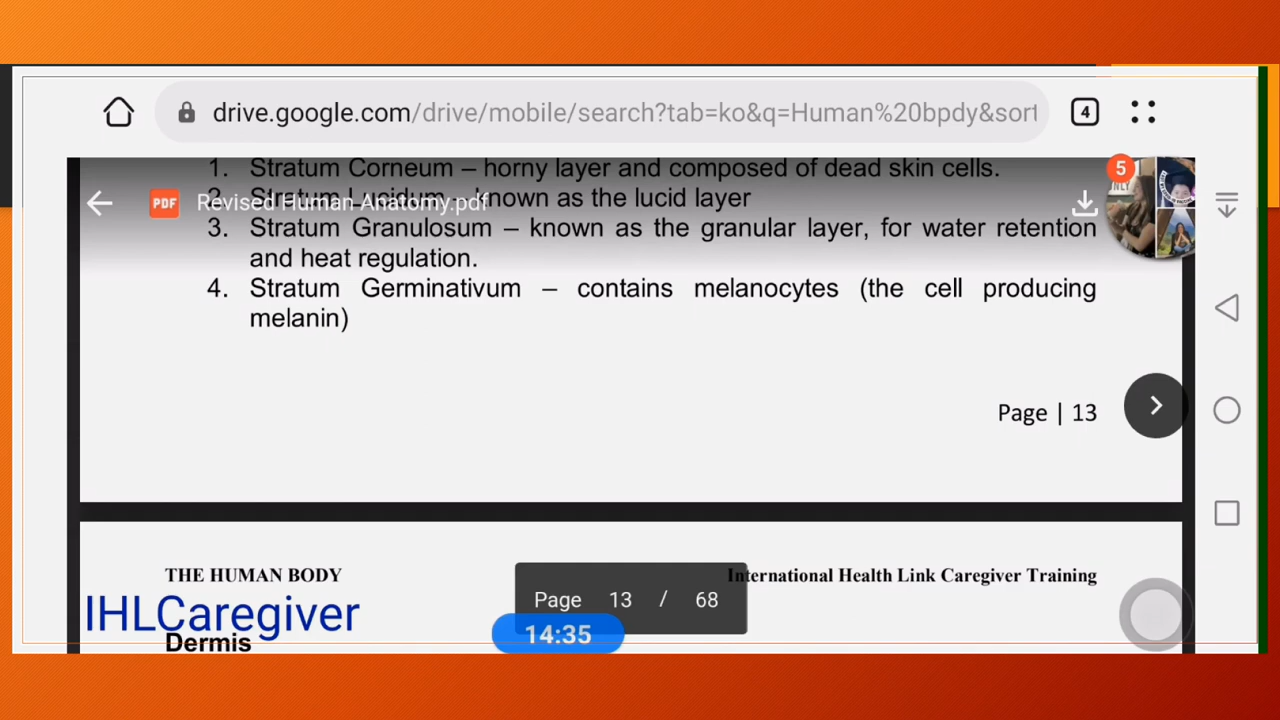 drive.google.com/drive/mobile/search?tab=ko&q=Human%20bpdy&sort
4
1. Stratum Corneum – horny layer and composed of dead skin cells.
5
PDF Revised Human Anatomy.pdf
2. Stratum Lucidum – known as the lucid layer
3. Stratum Granulosum – known as the granular layer, for water retention
and heat regulation.
4. Stratum Germinativum – contains melanocytes (the cell producing
melanin)
Page | 13
THE HUMAN BODY
International Health Link Caregiver Training
Page 13 / 68
IHLCaregiver
14:35
Dermis